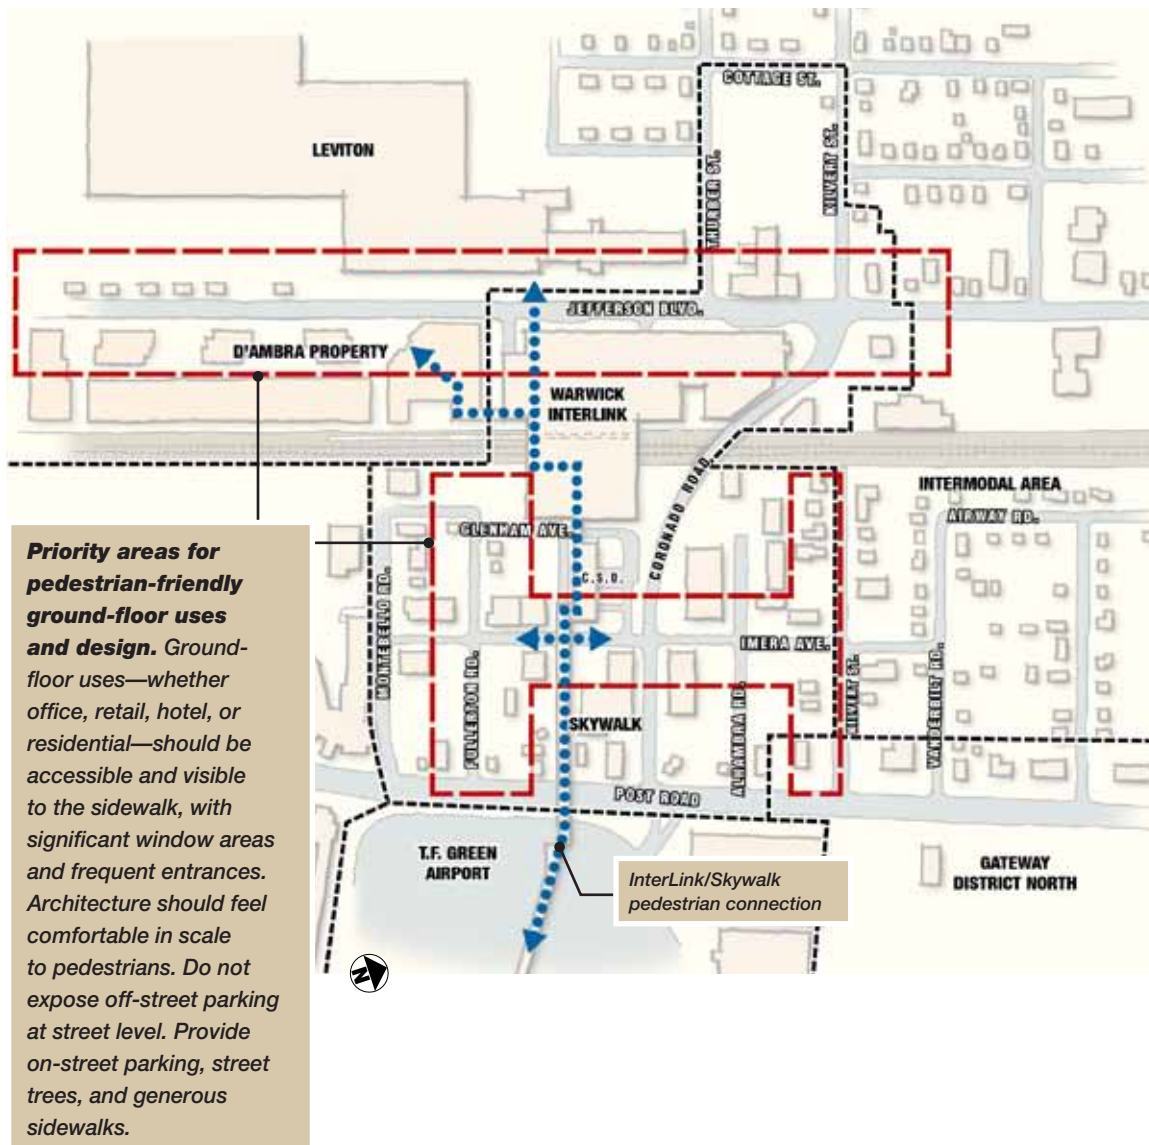 COTTAGE ST.
LEVITON
THURBER ST.
KILVERT ST.
JEFFERSON BLVD.
D'AMBRA PROPERTY
WARWICK
INTERLINK
CORONADO ROAD
INTERMODAL AREA
AIRWAY RD.
GLENHAM AVE.
C.S.O.
MONTEBELLO RD.
FULLERTON RD.
IMERA AVE.
KILVERT ST.
VANDERBILT RD.
ALHAMBRA RD.
SKYWALK
POST ROAD
T.F. GREEN
AIRPORT
GATEWAY
DISTRICT NORTH
InterLink/Skywalk
pedestrian connection
N
Priority areas for
pedestrian-friendly
ground-floor uses
and design. Ground-
floor uses—whether
office, retail, hotel, or
residential—should be
accessible and visible
to the sidewalk, with
significant window areas
and frequent entrances.
Architecture should feel
comfortable in scale
to pedestrians. Do not
expose off-street parking
at street level. Provide
on-street parking, street
trees, and generous
sidewalks.